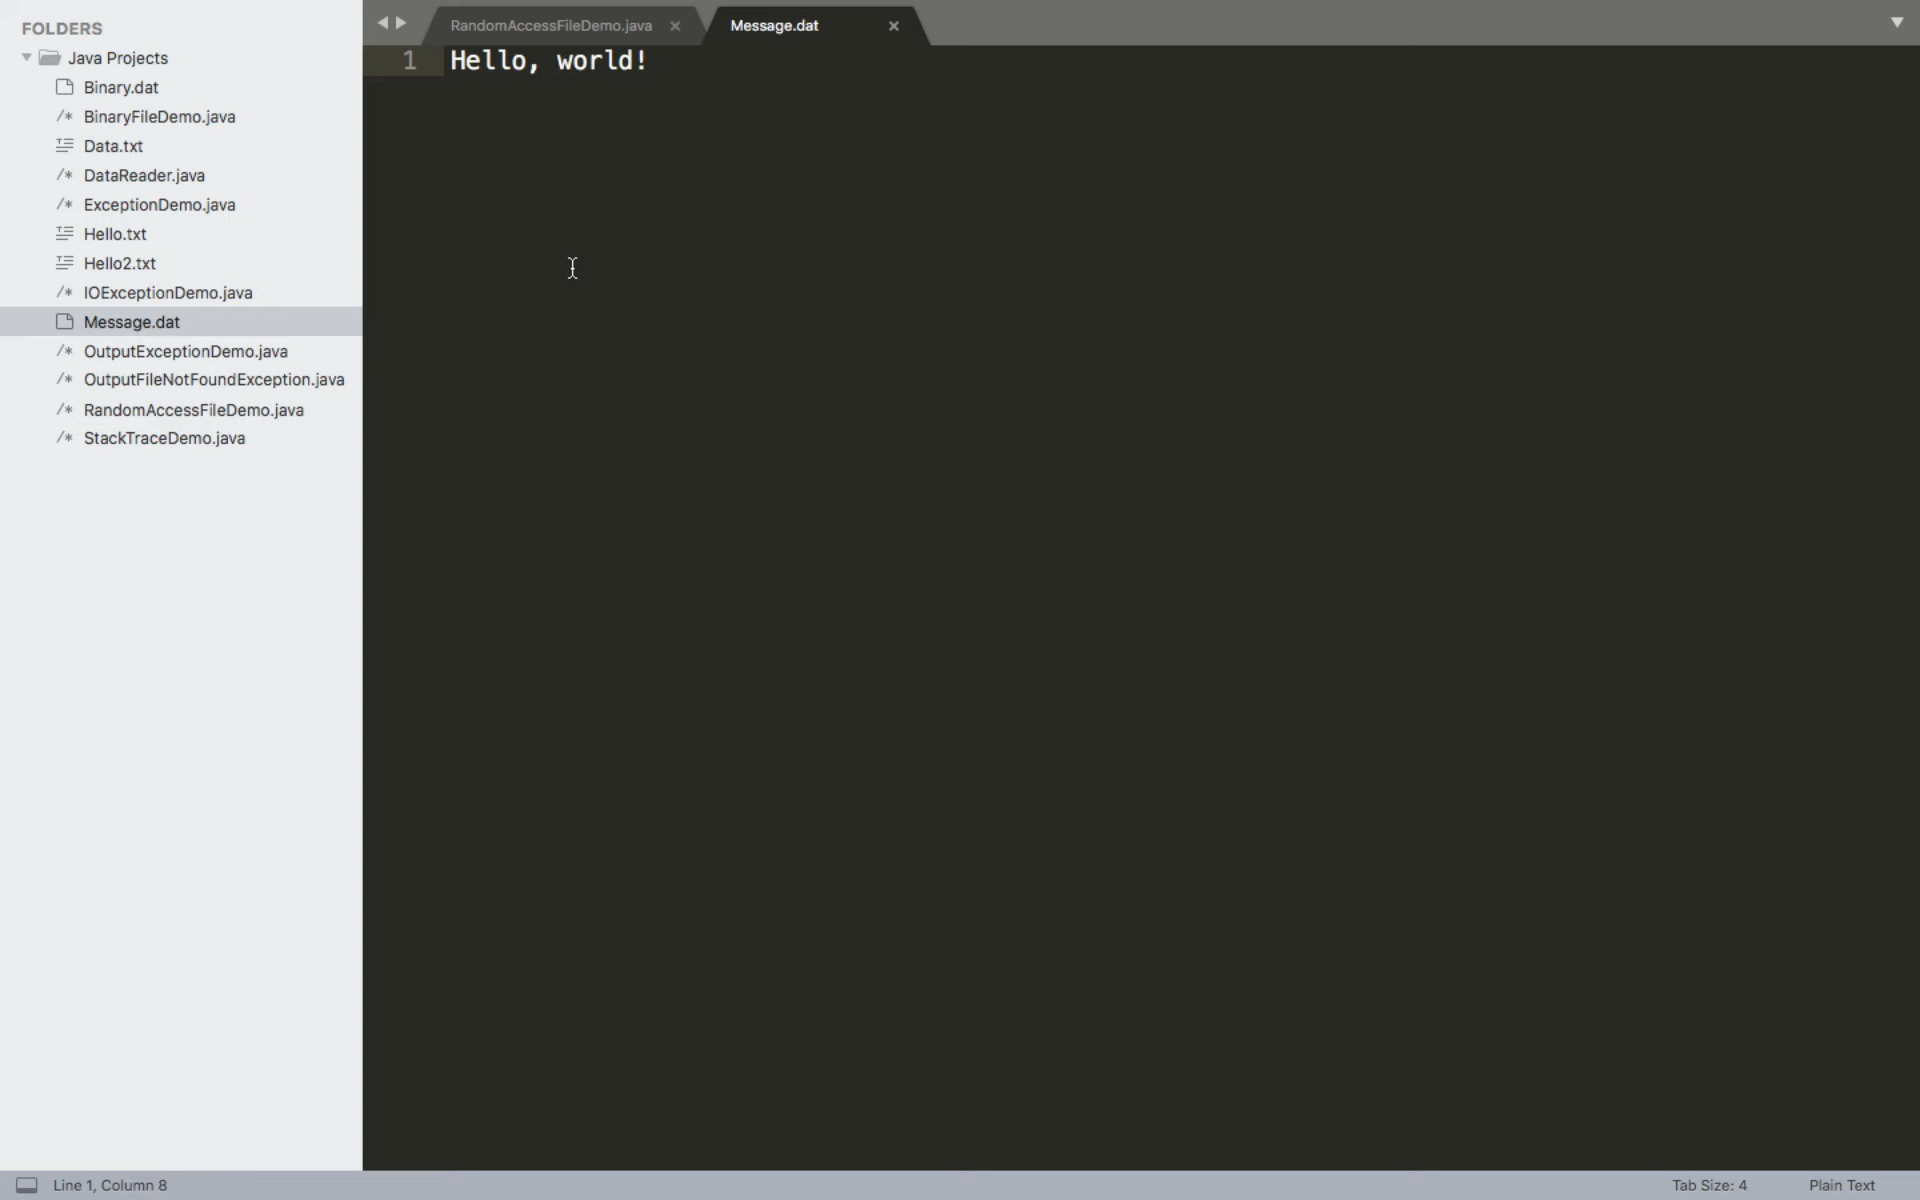 FOLDERS
Java Projects
Binary.dat
/* BinaryFileDemo.java
Data.txt
/* DataReader.java
/* ExceptionDemo.java
Hello.txt
Hello2.txt
/* IOExceptionDemo.java
Message.dat
/* OutputExceptionDemo.java
/* OutputFileNotFoundException.java
/* RandomAccessFileDemo.java
/* StackTraceDemo.java
RandomAccessFileDemo.java × Message.dat ×
1 Hello, world!
Line 1, Column 8 Tab Size: 4 Plain Text